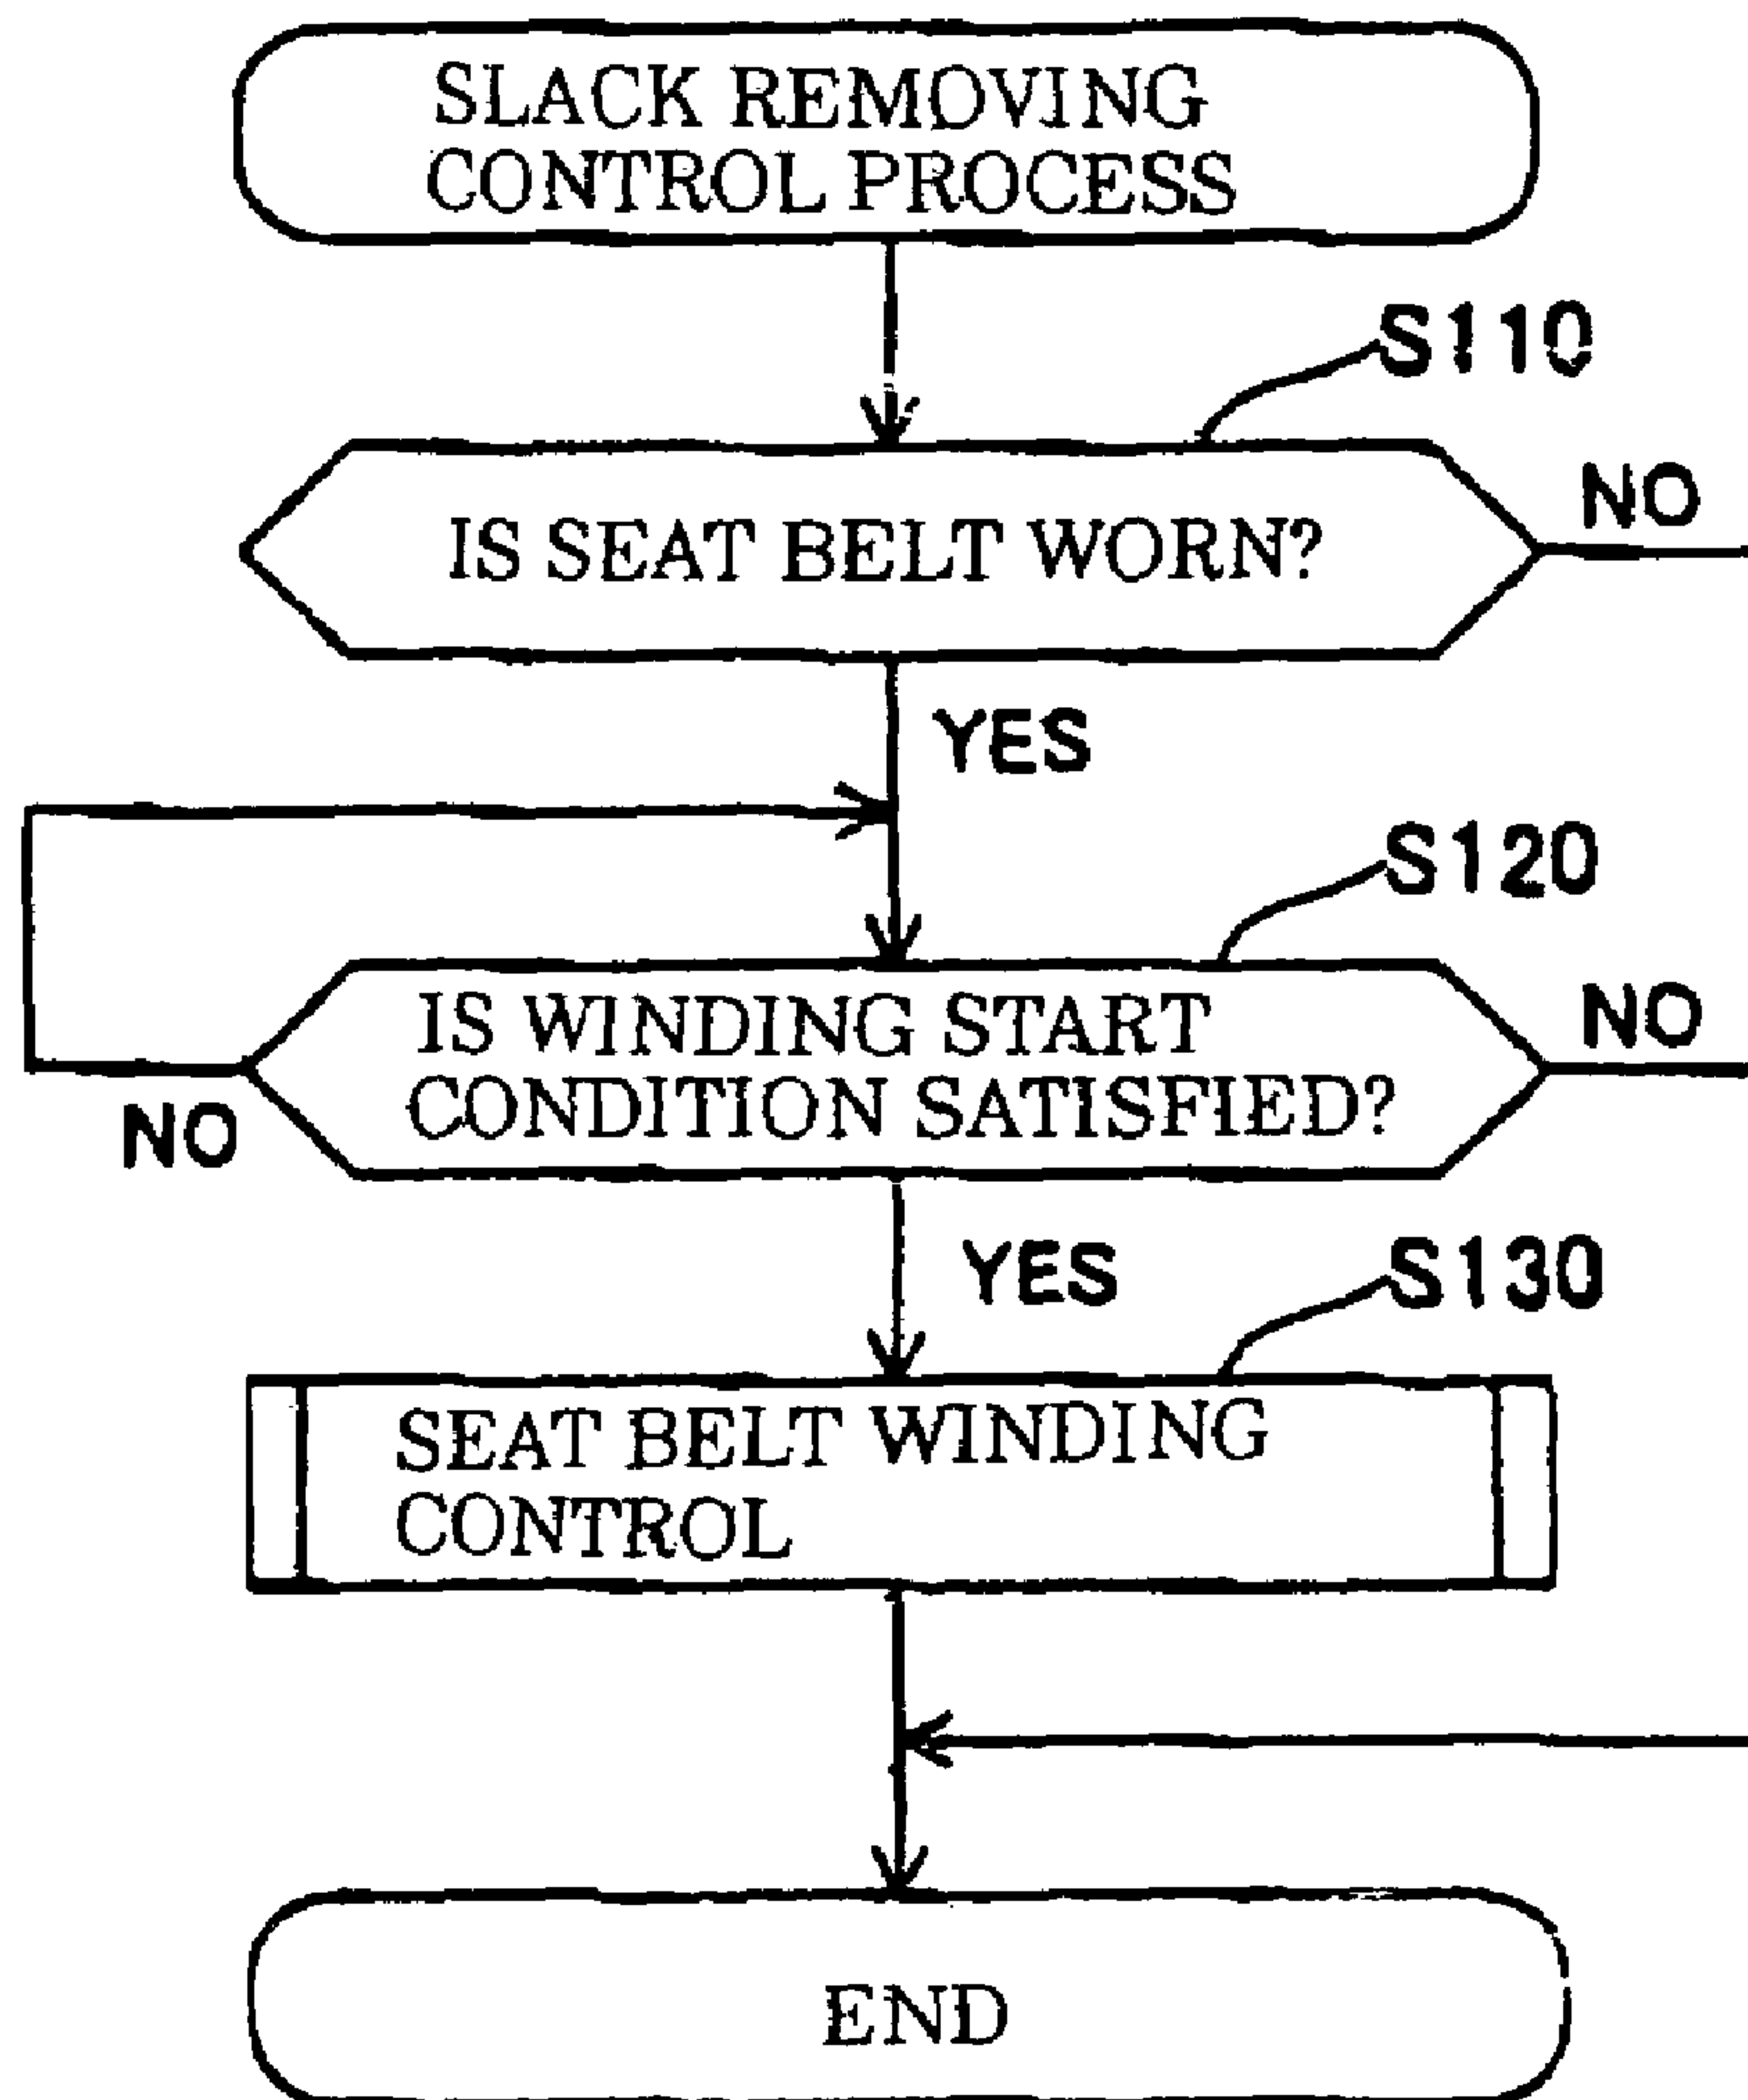 SLACK REMOVING
CONTROL PROCESS
S110
IS SEAT BELT WORN?
NO
YES
S120
IS WINDING START
CONDITION SATISFIED?
NO
NO
YES
S130
SEAT BELT WINDING
CONTROL
END